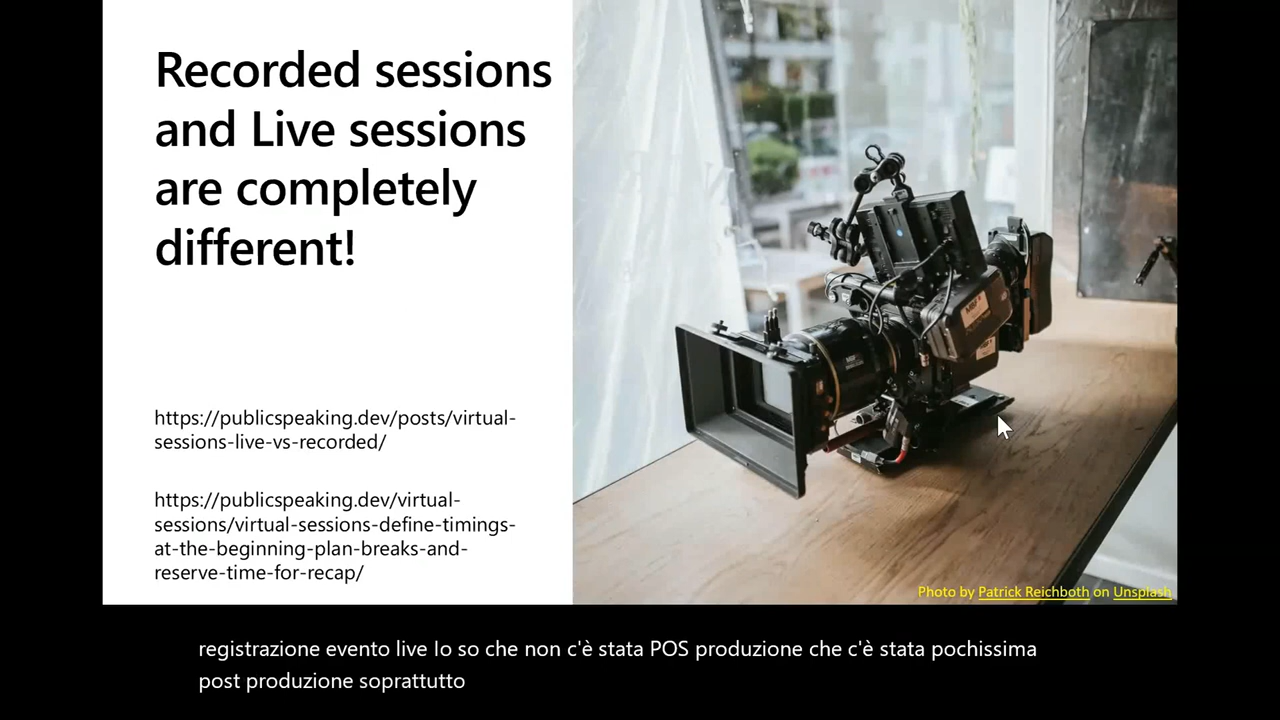 Recorded sessions
and Live sessions
are completely
different!
https://publicspeaking.dev/posts/virtual-
sessions-live-vs-recorded/
https://publicspeaking.dev/virtual-
sessions/virtual-sessions-define-timings-
at-the-beginning-plan-breaks-and-
reserve-time-for-recap/
Photo by Patrick Reichboth on Unsplash
registrazione evento live Io so che non c'è stata POS produzione che c'è stata pochissima
post produzione soprattutto